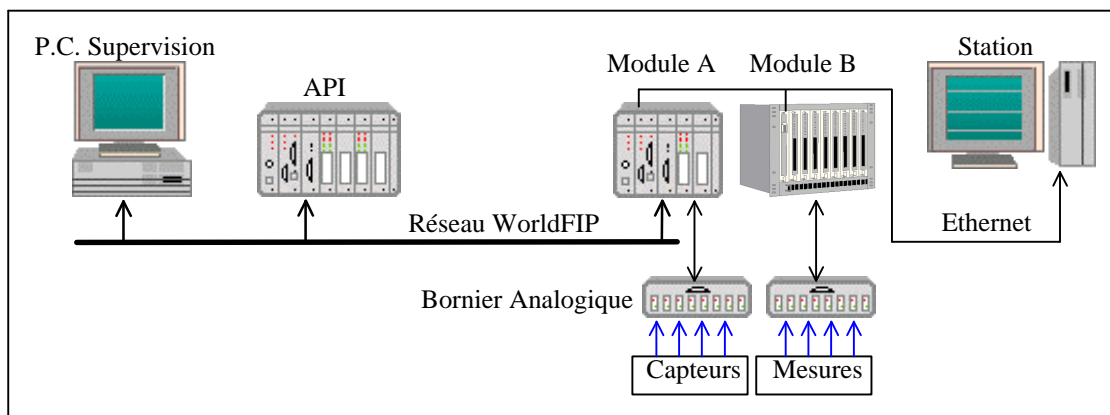 P.C. Supervision
Station
Module A
Module B
API
Réseau WorldFIP
Ethernet
Bornier Analogique
Capteurs
Mesures